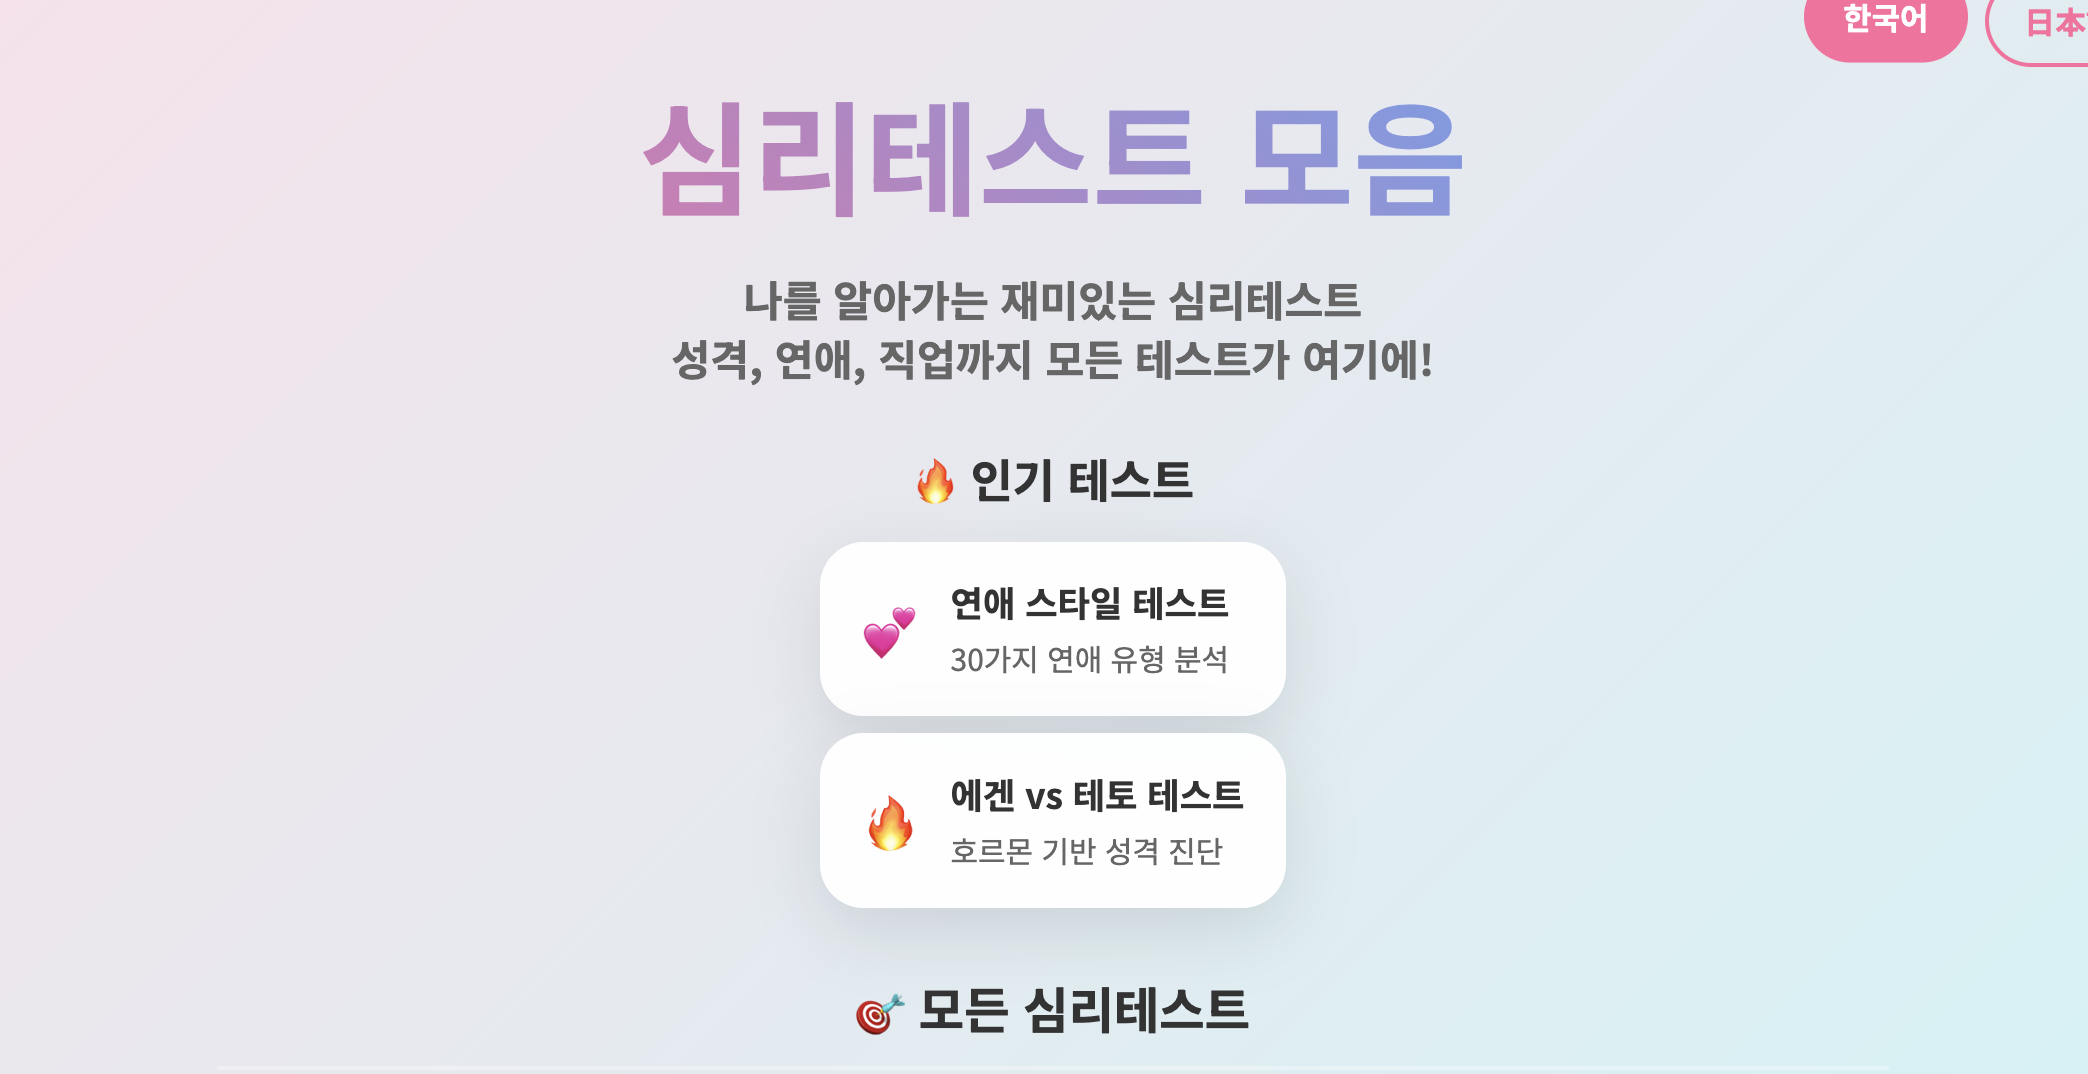 한국어
日本
심리테스트 모음
나를 알아가는 재미있는 심리테스트
성격, 연애, 직업까지 모든 테스트가 여기에!
🔥 인기 테스트
연애 스타일 테스트
30가지 연애 유형 분석
에겐 vs 테토 테스트
호르몬 기반 성격 진단
🎯 모든 심리테스트